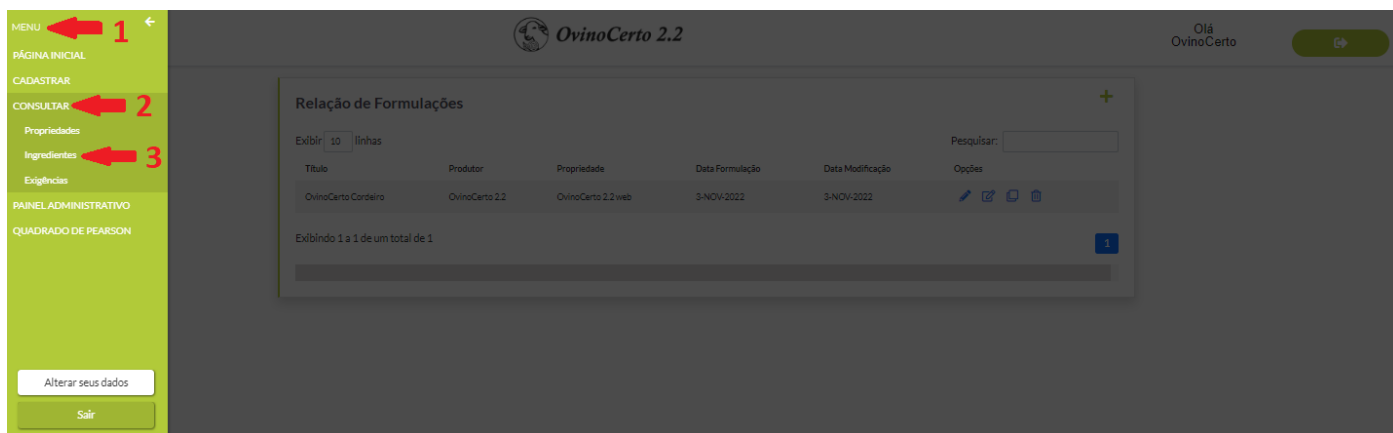 MENU 1
PÁGINA INICIAL
CADASTRAR
CONSULTAR 2
Propriedades
Ingredientes 3
Exigências
PAINEL ADMINISTRATIVO
QUADRADO DE PEARSON
Alterar seus dados
Sair
OvinoCerto 2.2
Olá
OvinoCerto
Relação de Formulações
+
Exibir 10 linhas Pesquisar:
Título Produtor Propriedade Data Formulação Data Modificação Opções
OvinoCerto Cordeiro OvinoCerto 2.2 OvinoCerto 2.2 web 3-NOV-2022 3-NOV-2022
Exibindo 1 a 1 de um total de 1
1